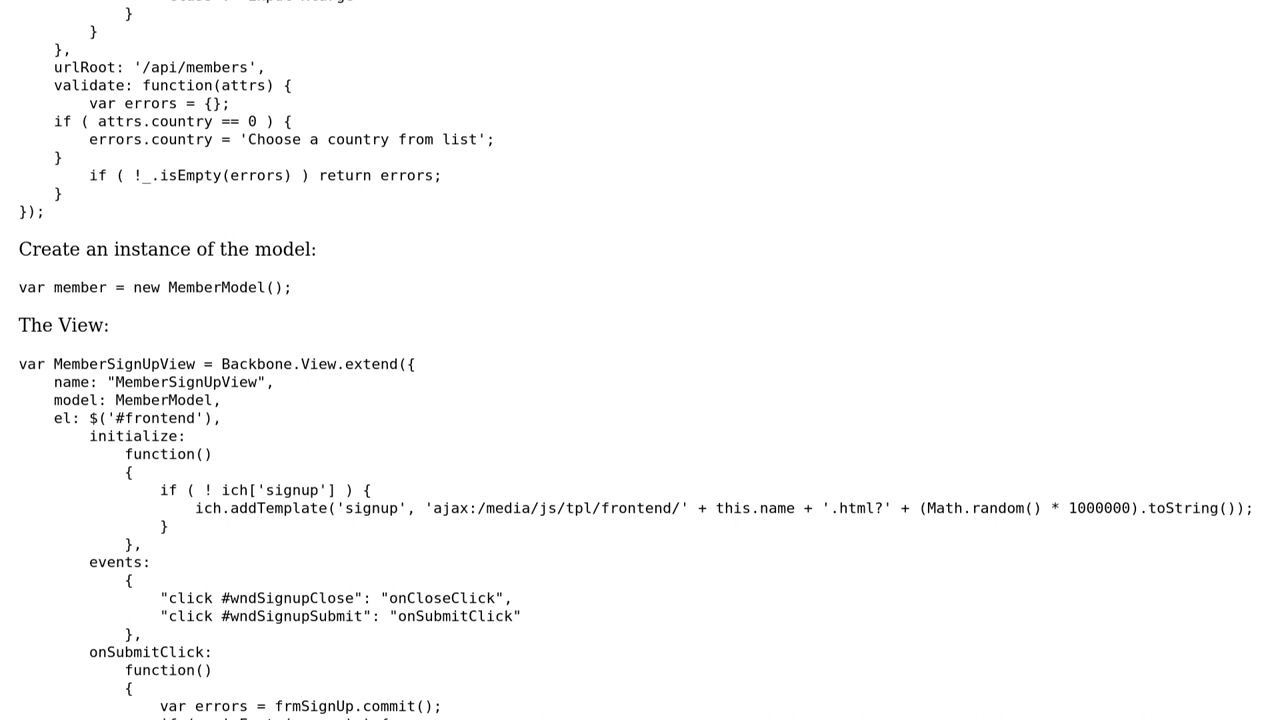 }
        }
    },
    urlRoot: '/api/members',
    validate: function(attrs) {
        var errors = {};
    if ( attrs.country == 0 ) {
        errors.country = 'Choose a country from list';
    }
        if ( !_.isEmpty(errors) ) return errors;
    }
});
Create an instance of the model:
var member = new MemberModel();
The View:
var MemberSignUpView = Backbone.View.extend({
    name: "MemberSignUpView",
    model: MemberModel,
    el: $('#frontend'),
        initialize:
            function()
            {
                if ( ! ich['signup'] ) {
                    ich.addTemplate('signup', 'ajax:/media/js/tpl/frontend/' + this.name + '.html?' + (Math.random() * 1000000).toString());
                }
            },
        events:
            {
                "click #wndSignupClose": "onCloseClick",
                "click #wndSignupSubmit": "onSubmitClick"
            },
        onSubmitClick:
            function()
            {
                var errors = frmSignUp.commit();